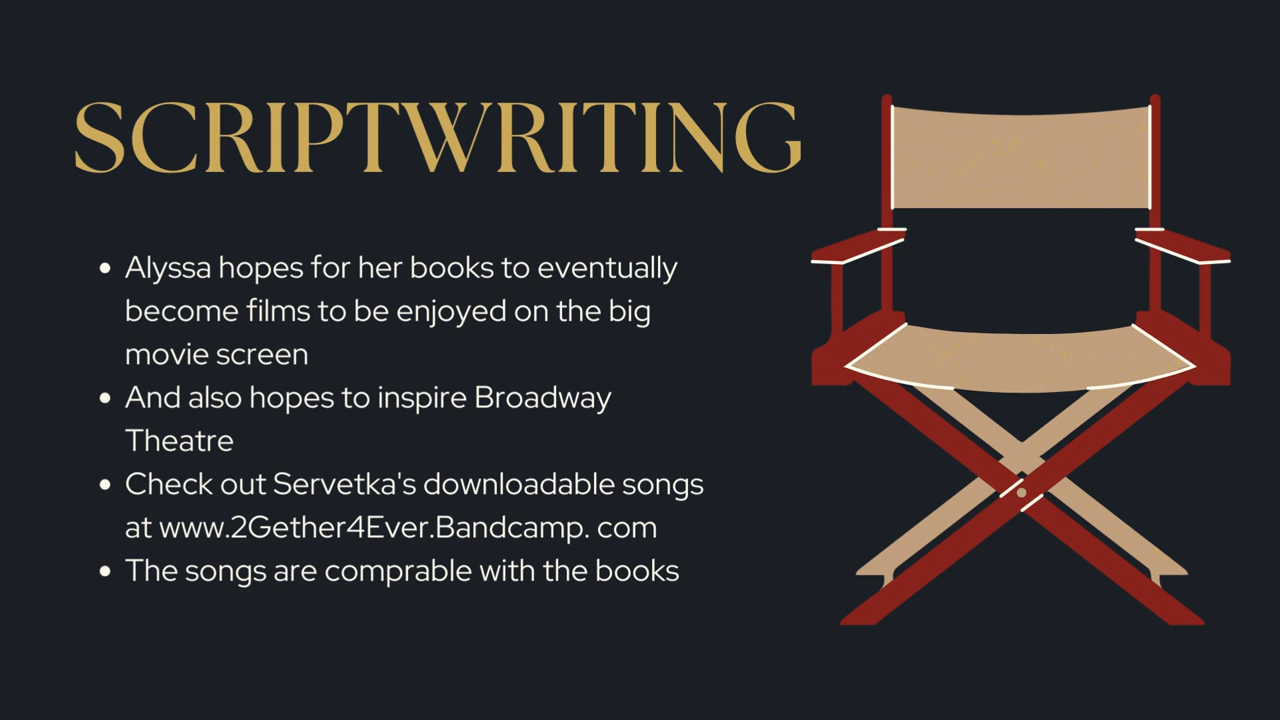 SCRIPTWRITING
• Alyssa hopes for her books to eventually
become films to be enjoyed on the big
movie screen
• And also hopes to inspire Broadway
Theatre
• Check out Servetka's downloadable songs
at www.2Gether4Ever.Bandcamp. com
• The songs are comprable with the books